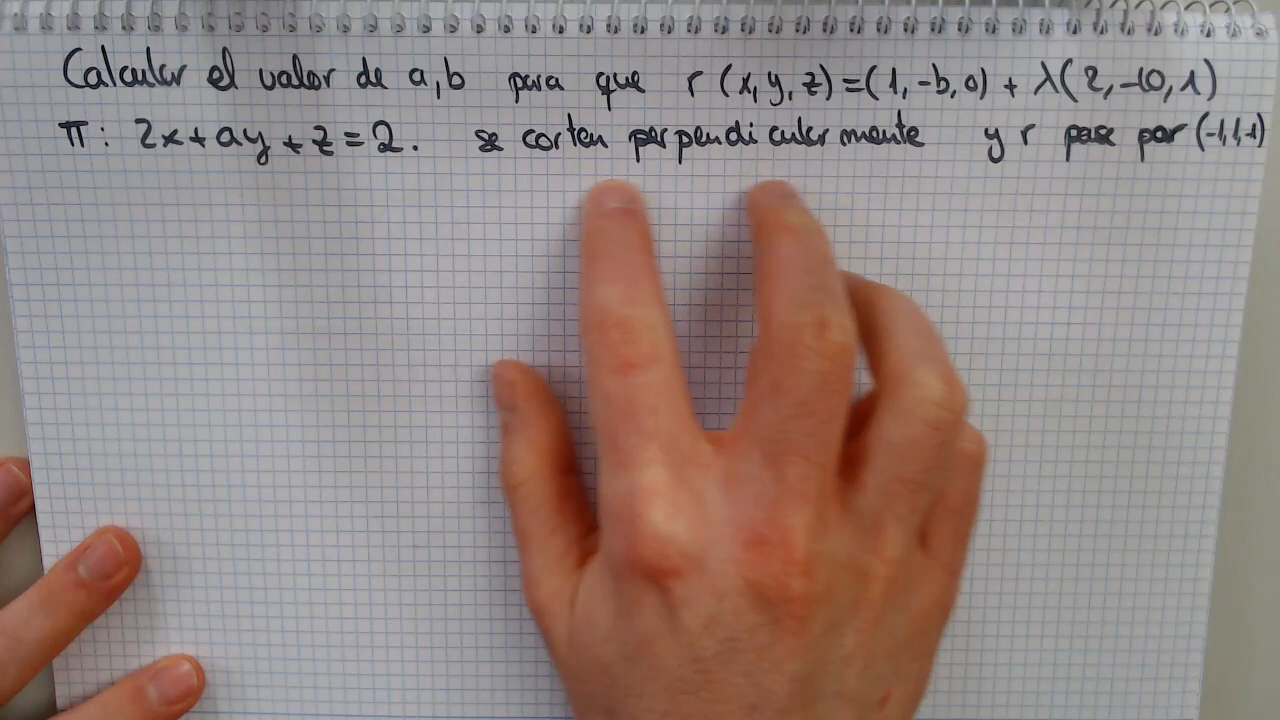 Calcular el valor de a,b para que r (x,y,z)=(1,-b,0) + λ(2,-10,1)
π: 2x+ay+z=2. se corten perpendicularmente y r pase por (-1,1,-1)